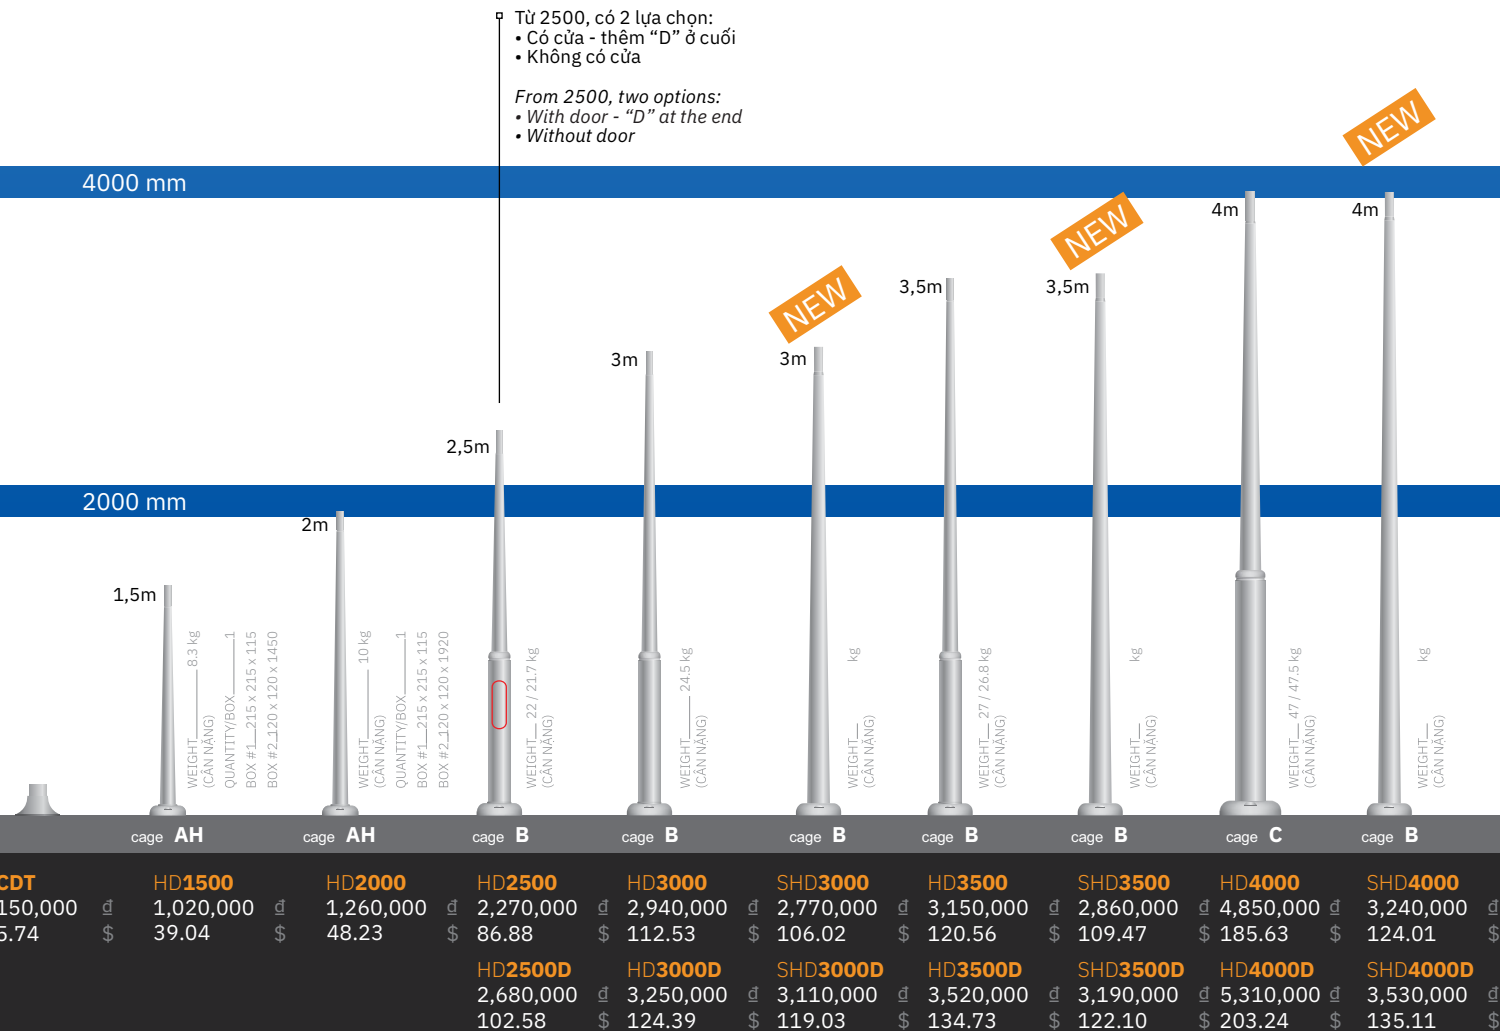 Từ 2500, có 2 lựa chọn:
• Có cửa - thêm “D” ở cuối
• Không có cửa
From 2500, two options:
• With door - “D” at the end
• Without door
NEW
4000 mm
4m
4m
NEW
NEW
3,5m
3,5m
3m
3m
2,5m
2000 mm
2m
1,5m
WEIGHT 8.3 kg
(CÂN NẶNG)
QUANTITY/BOX 1
BOX #1 215 x 215 x 115
BOX #2 120 x 120 x 1450
WEIGHT 10 kg
(CÂN NẶNG)
QUANTITY/BOX 1
BOX #1 215 x 215 x 115
BOX #2 120 x 120 x 1920
WEIGHT 22 / 21.7 kg
(CÂN NẶNG)
WEIGHT 24.5 kg
(CÂN NẶNG)
WEIGHT kg
(CÂN NẶNG)
WEIGHT 27 / 26.8 kg
(CÂN NẶNG)
WEIGHT kg
(CÂN NẶNG)
WEIGHT 47 / 47.5 kg
(CÂN NẶNG)
WEIGHT kg
(CÂN NẶNG)
cage AH cage AH cage B cage B cage B cage B cage B cage C cage B
CDT HD1500 HD2000 HD2500 HD3000 SHD3000 HD3500 SHD3500 HD4000 SHD4000
150,000 đ 1,020,000 đ 1,260,000 đ 2,270,000 đ 2,940,000 đ 2,770,000 đ 3,150,000 đ 2,860,000 đ 4,850,000 đ 3,240,000 đ
5.74 $ 39.04 $ 48.23 $ 86.88 $ 112.53 $ 106.02 $ 120.56 $ 109.47 $ 185.63 $ 124.01 $
HD2500D HD3000D SHD3000D HD3500D SHD3500D HD4000D SHD4000D
2,680,000 đ 3,250,000 đ 3,110,000 đ 3,520,000 đ 3,190,000 đ 5,310,000 đ 3,530,000 đ
102.58 $ 124.39 $ 119.03 $ 134.73 $ 122.10 $ 203.24 $ 135.11 $